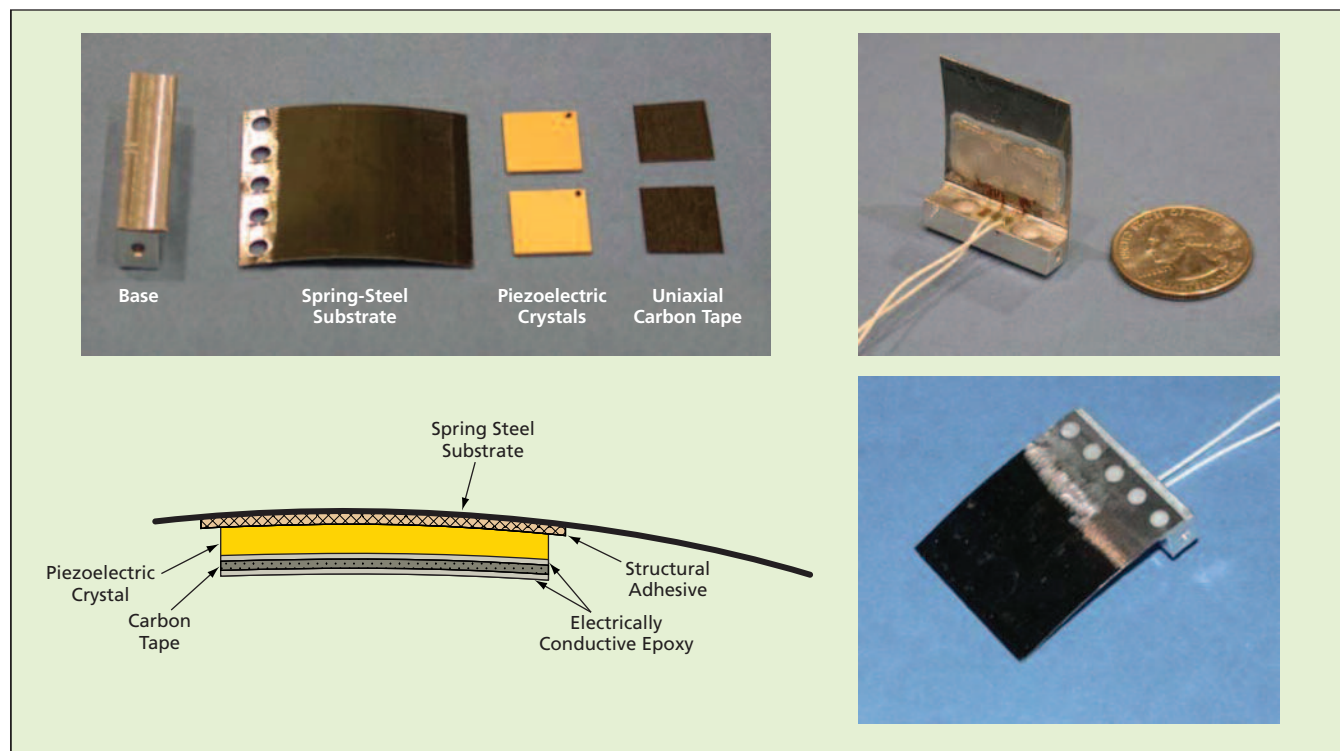 Base
Spring-Steel
Substrate
Piezoelectric
Crystals
Uniaxial
Carbon Tape
Spring Steel
Substrate
Piezoelectric
Crystal
Carbon
Tape
Structural
Adhesive
Electrically
Conductive Epoxy